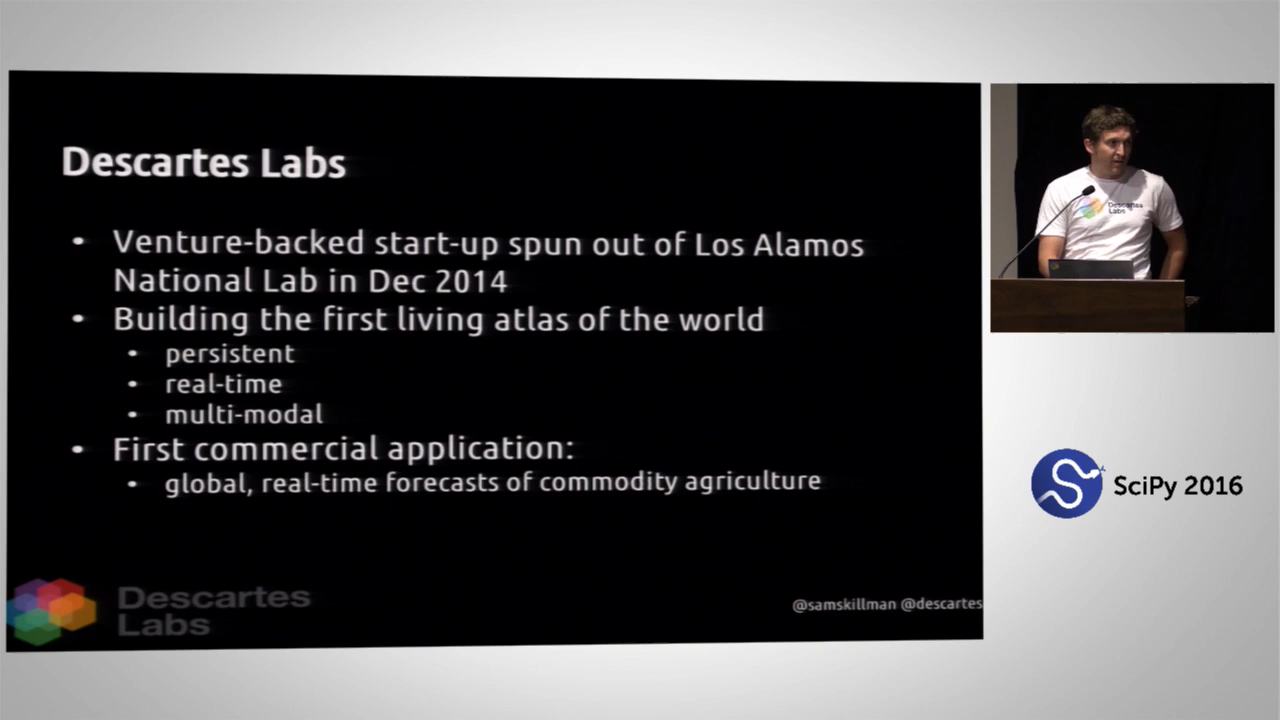 Descartes Labs
• Venture-backed start-up spun out of Los Alamos
National Lab in Dec 2014
• Building the first living atlas of the world
• persistent
• real-time
• multi-modal
• First commercial application:
• global, real-time forecasts of commodity agriculture
Descartes
Labs
@samskillman @descartes
Descartes
Labs
SciPy 2016